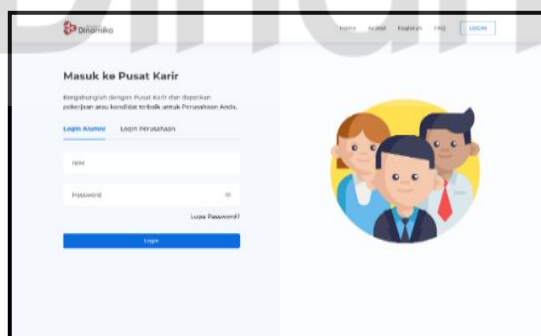 Dinamika
Home Artikel Kegiatan FAQ LOGIN
Masuk ke Pusat Karir
Bergabunglah dengan Pusat Karir dan dapatkan
pekerjaan atau kandidat terbaik untuk Perusahaan Anda.
Login Alumni Login Perusahaan
NIM
Password
Lupa Password?
Login